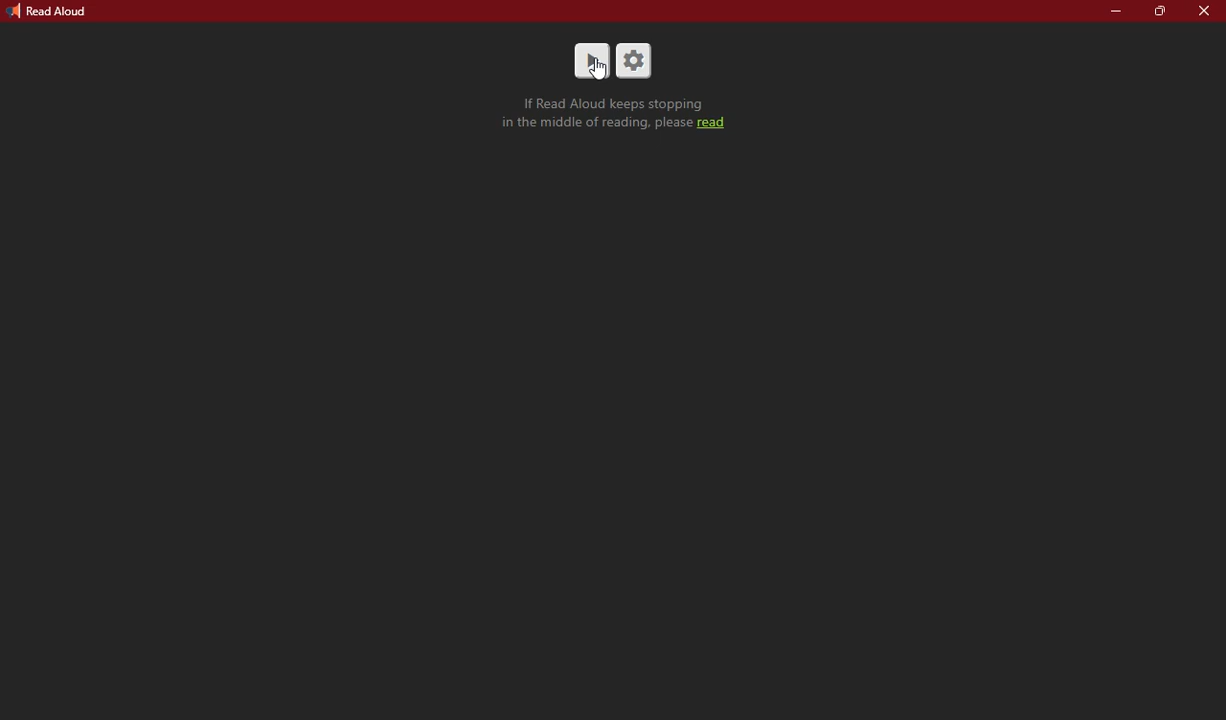 Read Aloud
If Read Aloud keeps stopping
in the middle of reading, please read